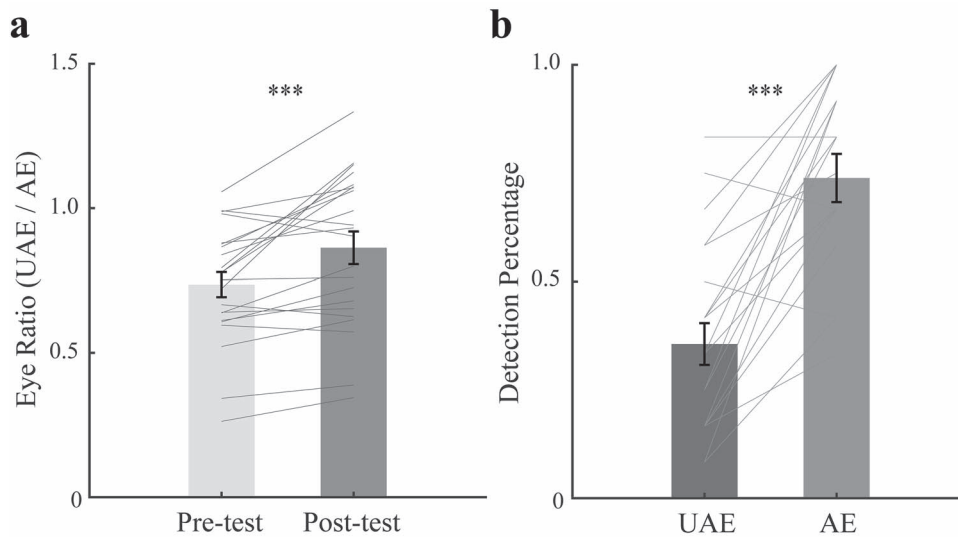 a
b
1.5
1.0
0.5
0
Eye Ratio (UAE / AE)
***
Pre-test
Post-test
1.0
0.5
0
Detection Percentage
***
UAE
AE